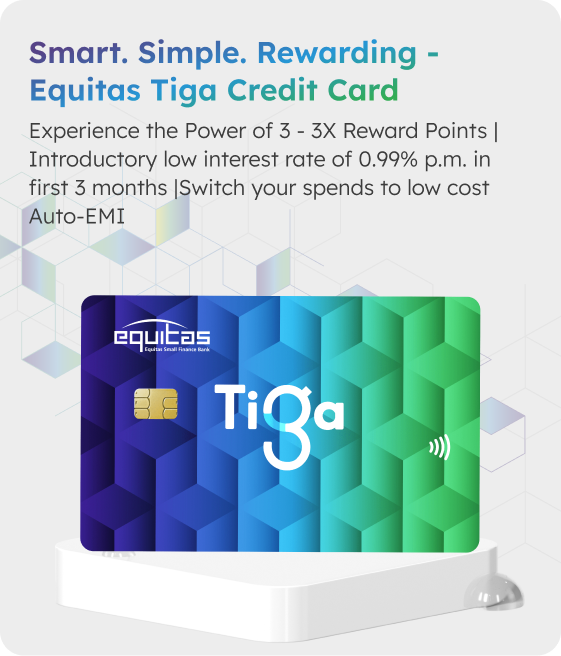 Smart. Simple. Rewarding -
Equitas Tiga Credit Card
Experience the Power of 3 - 3X Reward Points |
Introductory low interest rate of 0.99% p.m. in
first 3 months |Switch your spends to low cost
Auto-EMI
equitas
Equitas Small Finance Bank
Tiga